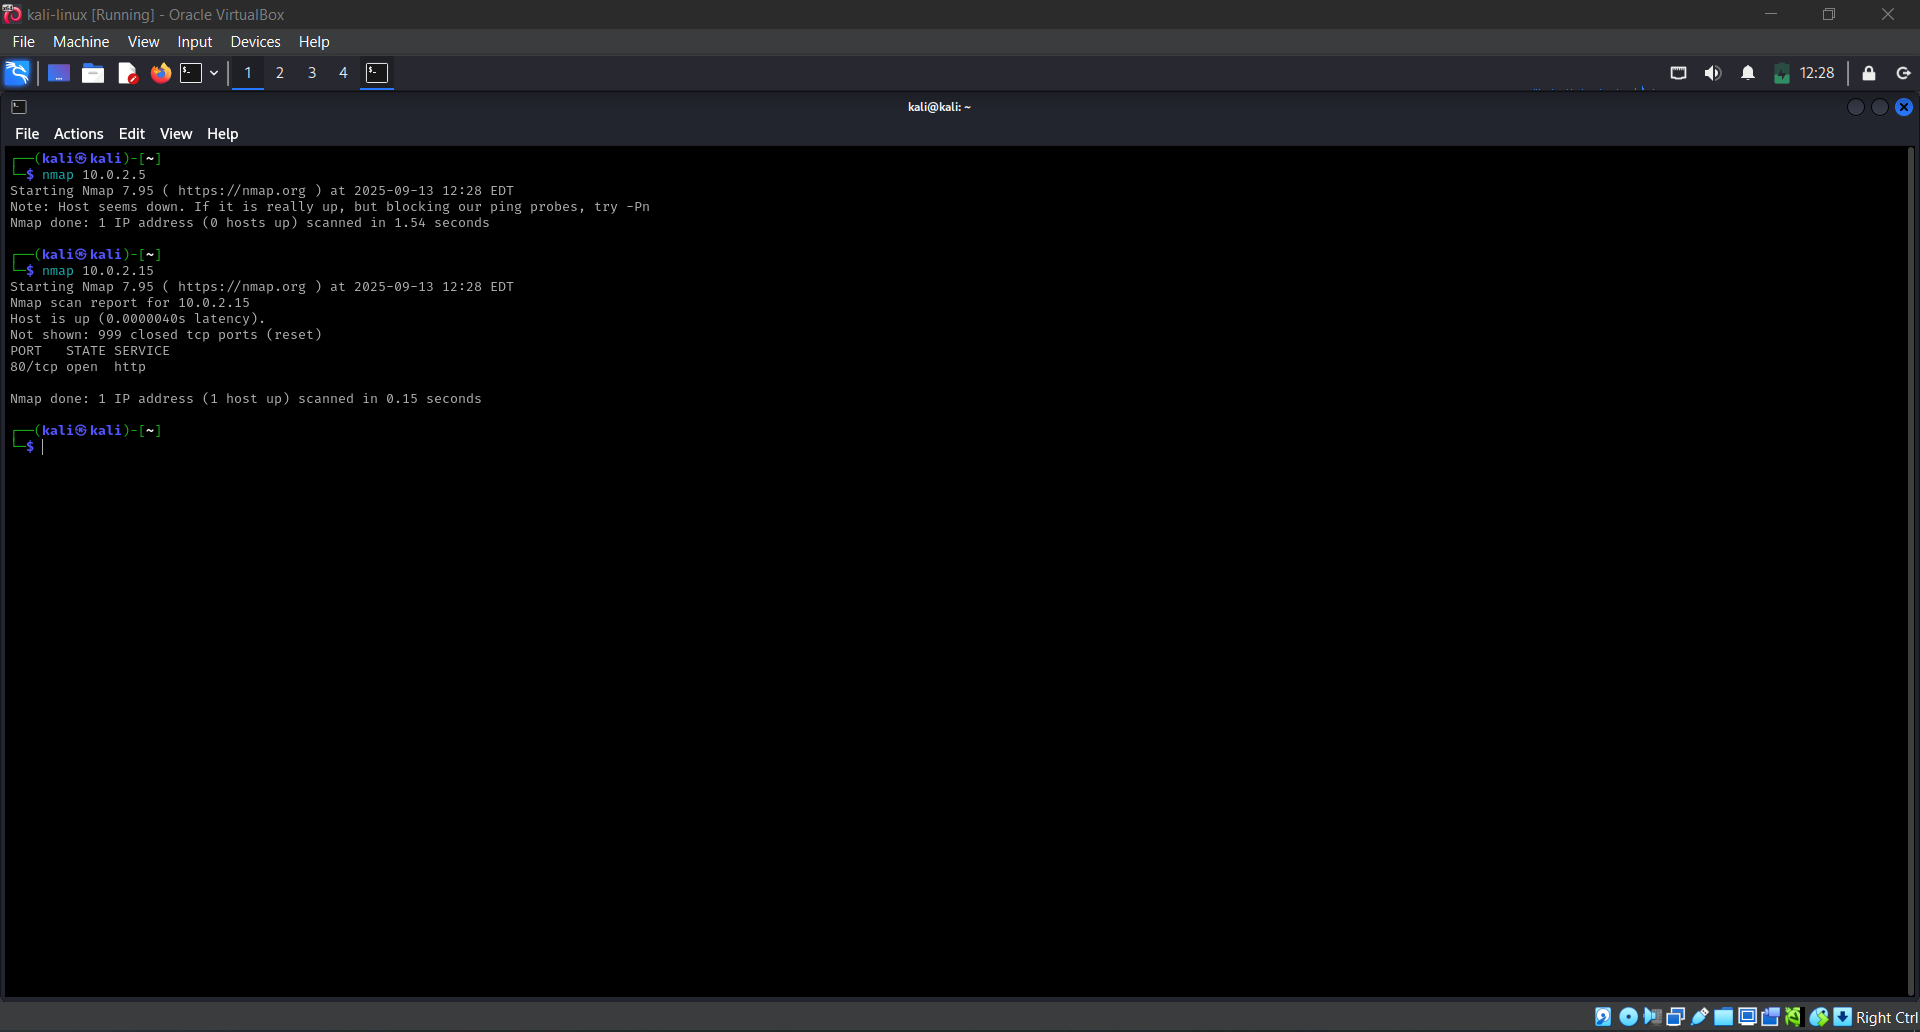 kali-linux [Running] - Oracle VirtualBox
File Machine View Input Devices Help
1 2 3 4 12:28
kali@kali: ~
File Actions Edit View Help
┌──(kali㉿kali)-[~]
└─$ nmap 10.0.2.5
Starting Nmap 7.95 ( https://nmap.org ) at 2025-09-13 12:28 EDT
Note: Host seems down. If it is really up, but blocking our ping probes, try -Pn
Nmap done: 1 IP address (0 hosts up) scanned in 1.54 seconds
┌──(kali㉿kali)-[~]
└─$ nmap 10.0.2.15
Starting Nmap 7.95 ( https://nmap.org ) at 2025-09-13 12:28 EDT
Nmap scan report for 10.0.2.15
Host is up (0.0000040s latency).
Not shown: 999 closed tcp ports (reset)
PORT   STATE SERVICE
80/tcp open  http
Nmap done: 1 IP address (1 host up) scanned in 0.15 seconds
┌──(kali㉿kali)-[~]
└─$
Right Ctrl